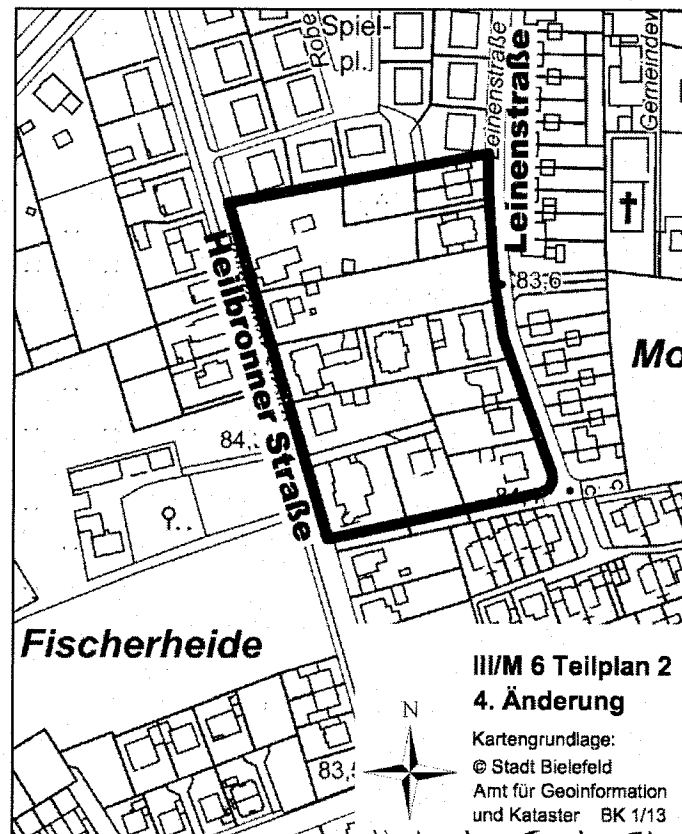 Spiel-
pl.
Robe
Leinenstraße
Leinenstraße
Gemeindew
Heilbronner Straße
83,6
Mo
84,
Fischerheide
III/M 6 Teilplan 2
4. Änderung
N
Kartengrundlage:
© Stadt Bielefeld
Amt für Geoinformation
und Kataster BK 1/13
83,5